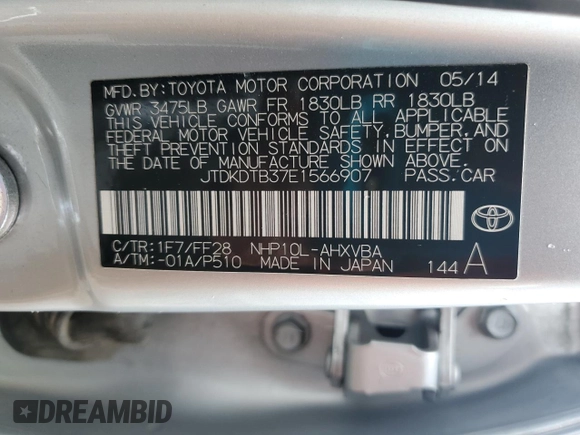 MFD.BY:TOYOTA MOTOR CORPORATION 05/14
GVWR 3475LB GAWR FR 1830LB RR 1830LB
THIS VEHICLE CONFORMS TO ALL APPLICABLE
FEDERAL MOTOR VEHICLE SAFETY,BUMPER,AND
THEFT PREVENTION STANDARDS IN EFFECT ON
THE DATE OF MANUFACTURE SHOWN ABOVE.
JTDKDTB37E1566907 PASS.CAR
TOYOTA
C/TR:1F7/FF28 NHP10L-AHXVBA
A/TM:-01A/P510 MADE IN JAPAN 144 A
DREAMBID